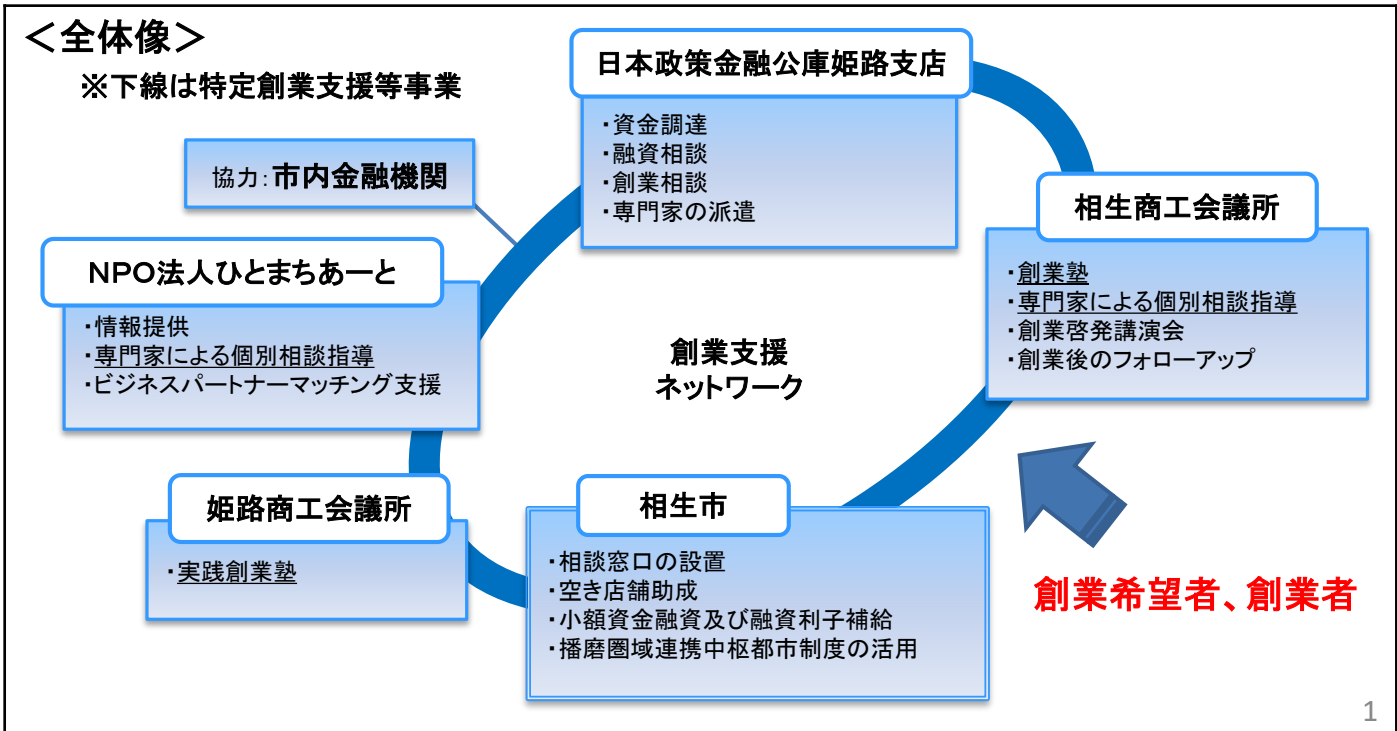 ＜全体像＞
※下線は特定創業支援等事業
日本政策金融公庫姫路支店
・資金調達
・融資相談
・創業相談
・専門家の派遣
協力：市内金融機関
相生商工会議所
・創業塾
・専門家による個別相談指導
・創業啓発講演会
・創業後のフォローアップ
NPO法人ひとまちあーと
・情報提供
・専門家による個別相談指導
・ビジネスパートナーマッチング支援
創業支援
ネットワーク
姫路商工会議所
・実践創業塾
相生市
・相談窓口の設置
・空き店舗助成
・小額資金融資及び融資利子補給
・播磨圏域連携中枢都市制度の活用
創業希望者、創業者
1